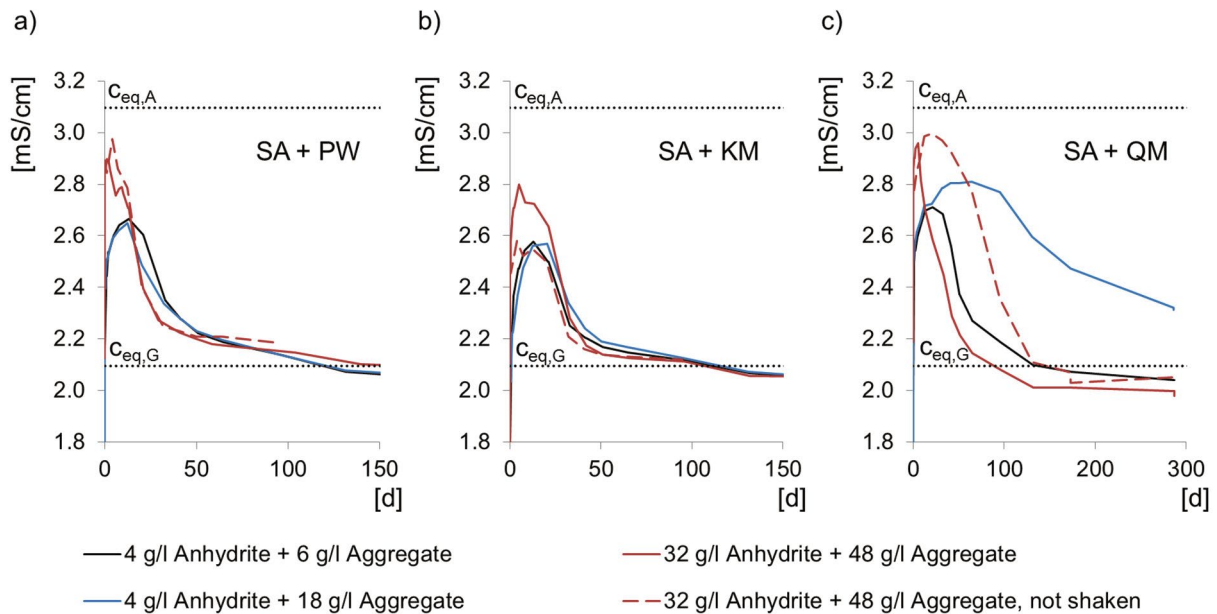 a)
b)
c)
[mS/cm]
3.2
3.0
2.8
2.6
2.4
2.2
2.0
1.8
c_eq,A
SA + PW
c_eq,G
0
50
100
150
[d]
[mS/cm]
3.2
3.0
2.8
2.6
2.4
2.2
2.0
1.8
c_eq,A
SA + KM
c_eq,G
0
50
100
150
[d]
[mS/cm]
3.2
3.0
2.8
2.6
2.4
2.2
2.0
1.8
c_eq,A
SA + QM
c_eq,G
0
100
200
300
[d]
4 g/l Anhydrite + 6 g/l Aggregate
32 g/l Anhydrite + 48 g/l Aggregate
4 g/l Anhydrite + 18 g/l Aggregate
32 g/l Anhydrite + 48 g/l Aggregate, not shaken